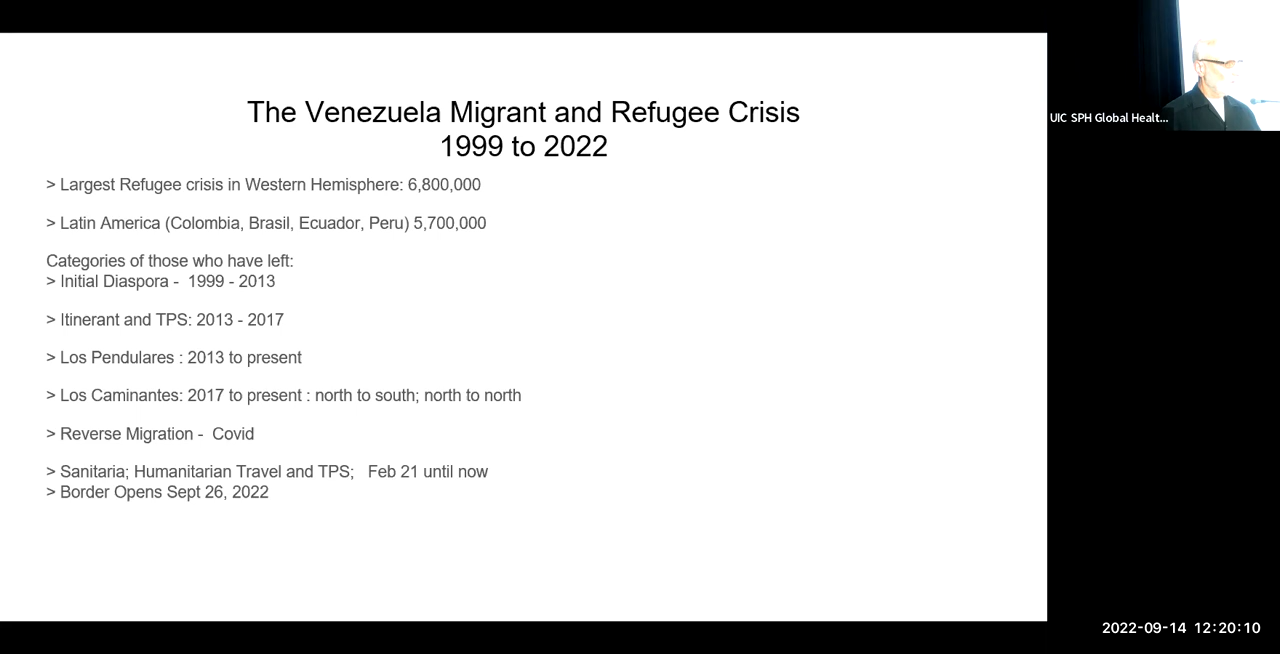 The Venezuela Migrant and Refugee Crisis
1999 to 2022
> Largest Refugee crisis in Western Hemisphere: 6,800,000
> Latin America (Colombia, Brasil, Ecuador, Peru) 5,700,000
Categories of those who have left:
> Initial Diaspora -  1999 - 2013
> Itinerant and TPS: 2013 - 2017
> Los Pendulares : 2013 to present
> Los Caminantes: 2017 to present : north to south; north to north
> Reverse Migration -  Covid
> Sanitaria; Humanitarian Travel and TPS;   Feb 21 until now
> Border Opens Sept 26, 2022
UIC SPH Global Healt...
2022-09-14 12:20:10